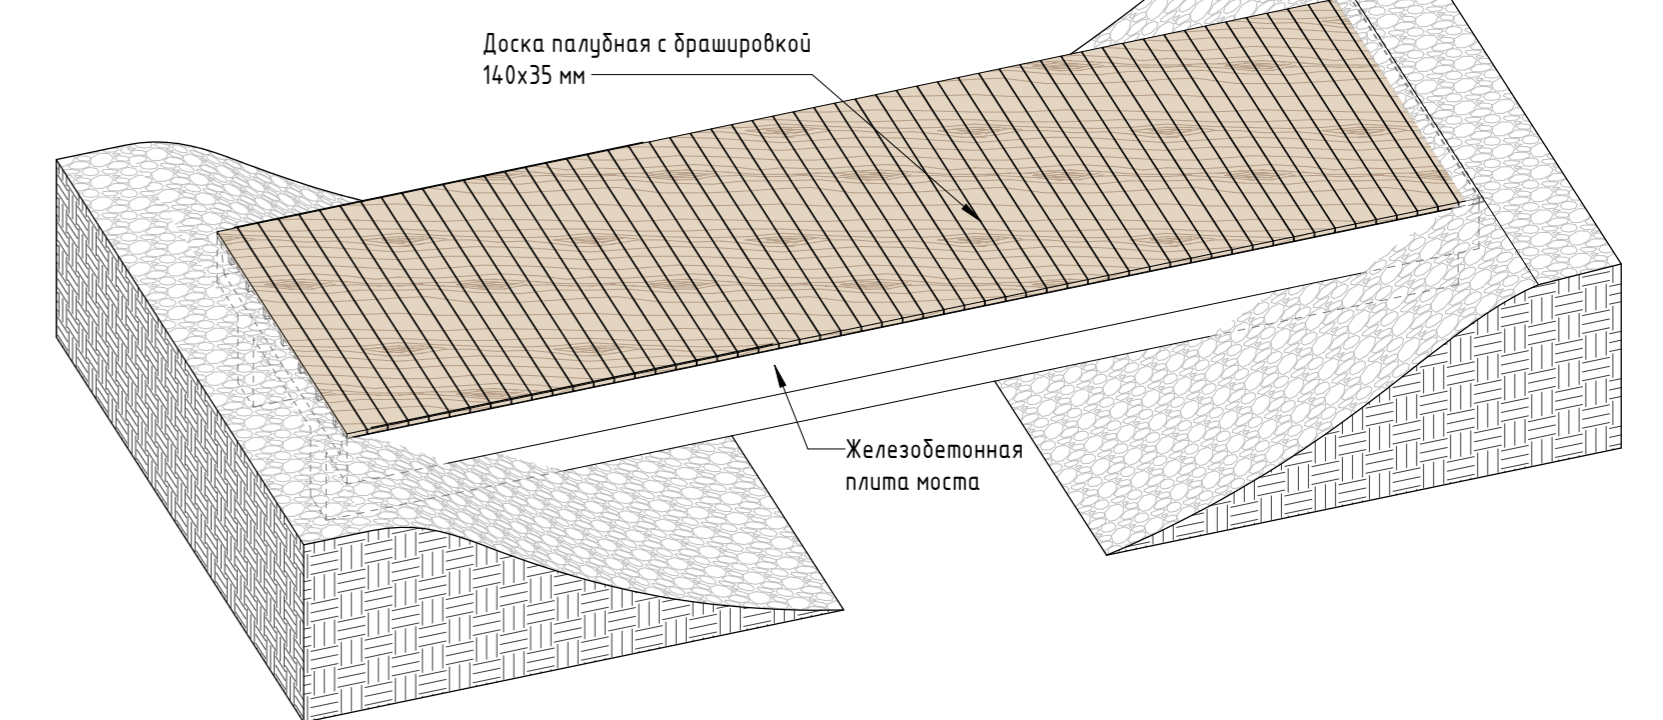 Доска палубная с брашировкой
140х35 мм
Железобетонная
плита моста